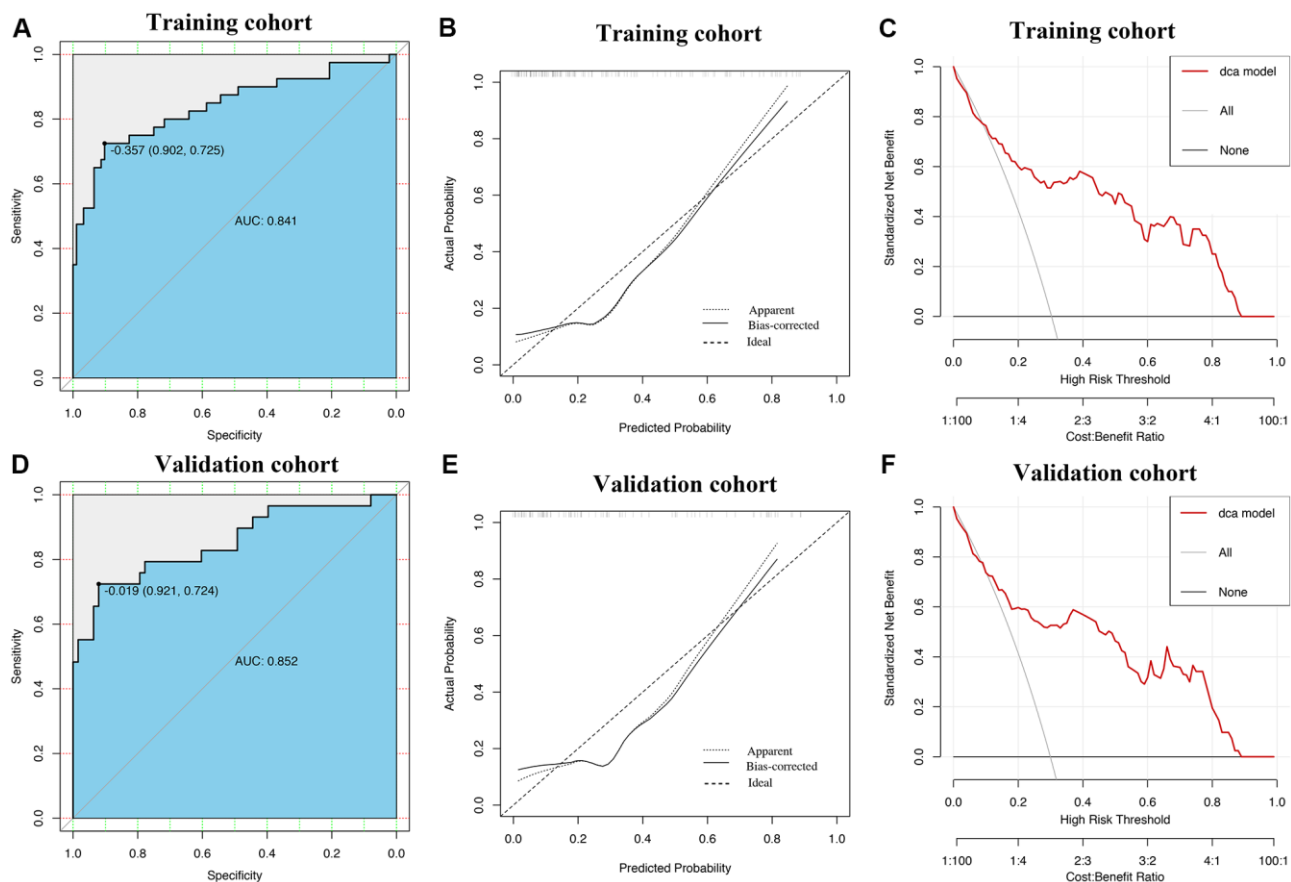 A
Training cohort
1.0
0.8
0.6
0.4
0.2
0.0
Sensitivity
-0.357 (0.902, 0.725)
AUC: 0.841
1.0 0.8 0.6 0.4 0.2 0.0
Specificity
B
Training cohort
1.0
0.8
0.6
0.4
0.2
0.0
Actual Probability
Apparent
Bias-corrected
Ideal
0.0 0.2 0.4 0.6 0.8 1.0
Predicted Probability
C
Training cohort
1.0
0.8
0.6
0.4
0.2
0.0
Standardized Net Benefit
dca model
All
None
0.0 0.2 0.4 0.6 0.8 1.0
High Risk Threshold
1:100 1:4 2:3 3:2 4:1 100:1
Cost:Benefit Ratio
D
Validation cohort
1.0
0.8
0.6
0.4
0.2
0.0
Sensitivity
-0.019 (0.921, 0.724)
AUC: 0.852
1.0 0.8 0.6 0.4 0.2 0.0
Specificity
E
Validation cohort
1.0
0.8
0.6
0.4
0.2
0.0
Actual Probability
Apparent
Bias-corrected
Ideal
0.0 0.2 0.4 0.6 0.8 1.0
Predicted Probability
F
Validation cohort
1.0
0.8
0.6
0.4
0.2
0.0
Standardized Net Benefit
dca model
All
None
0.0 0.2 0.4 0.6 0.8 1.0
High Risk Threshold
1:100 1:4 2:3 3:2 4:1 100:1
Cost:Benefit Ratio